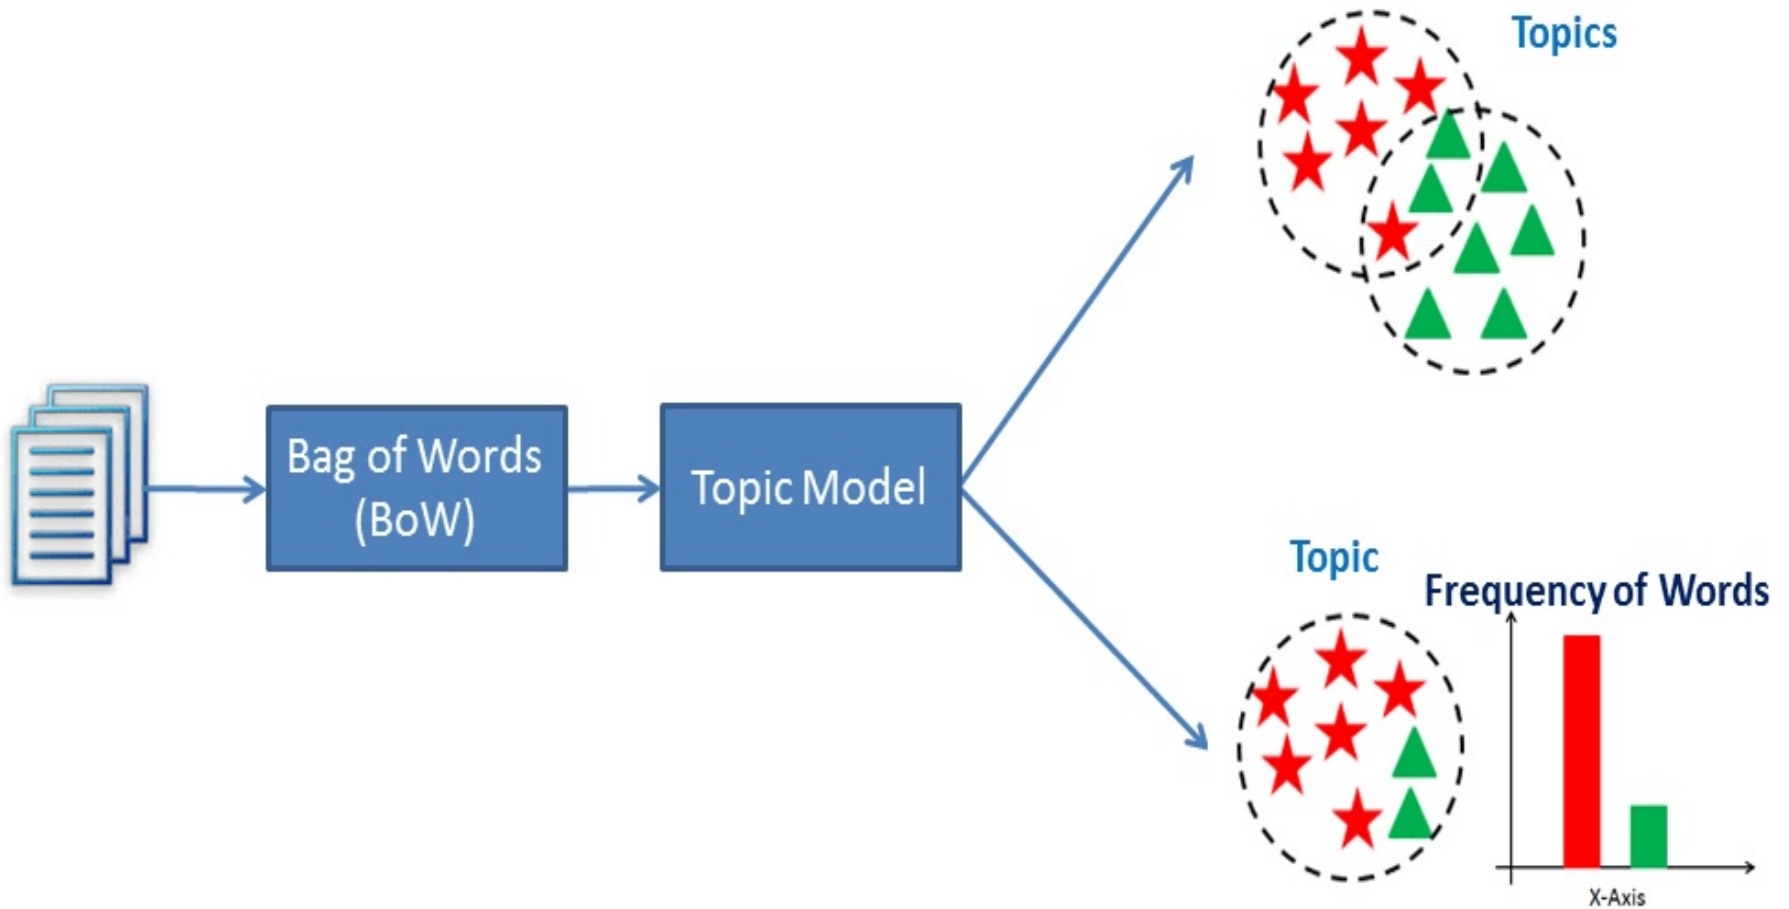 Topics
Bag of Words
(BoW)
Topic Model
Topic
Frequency of Words
X-Axis